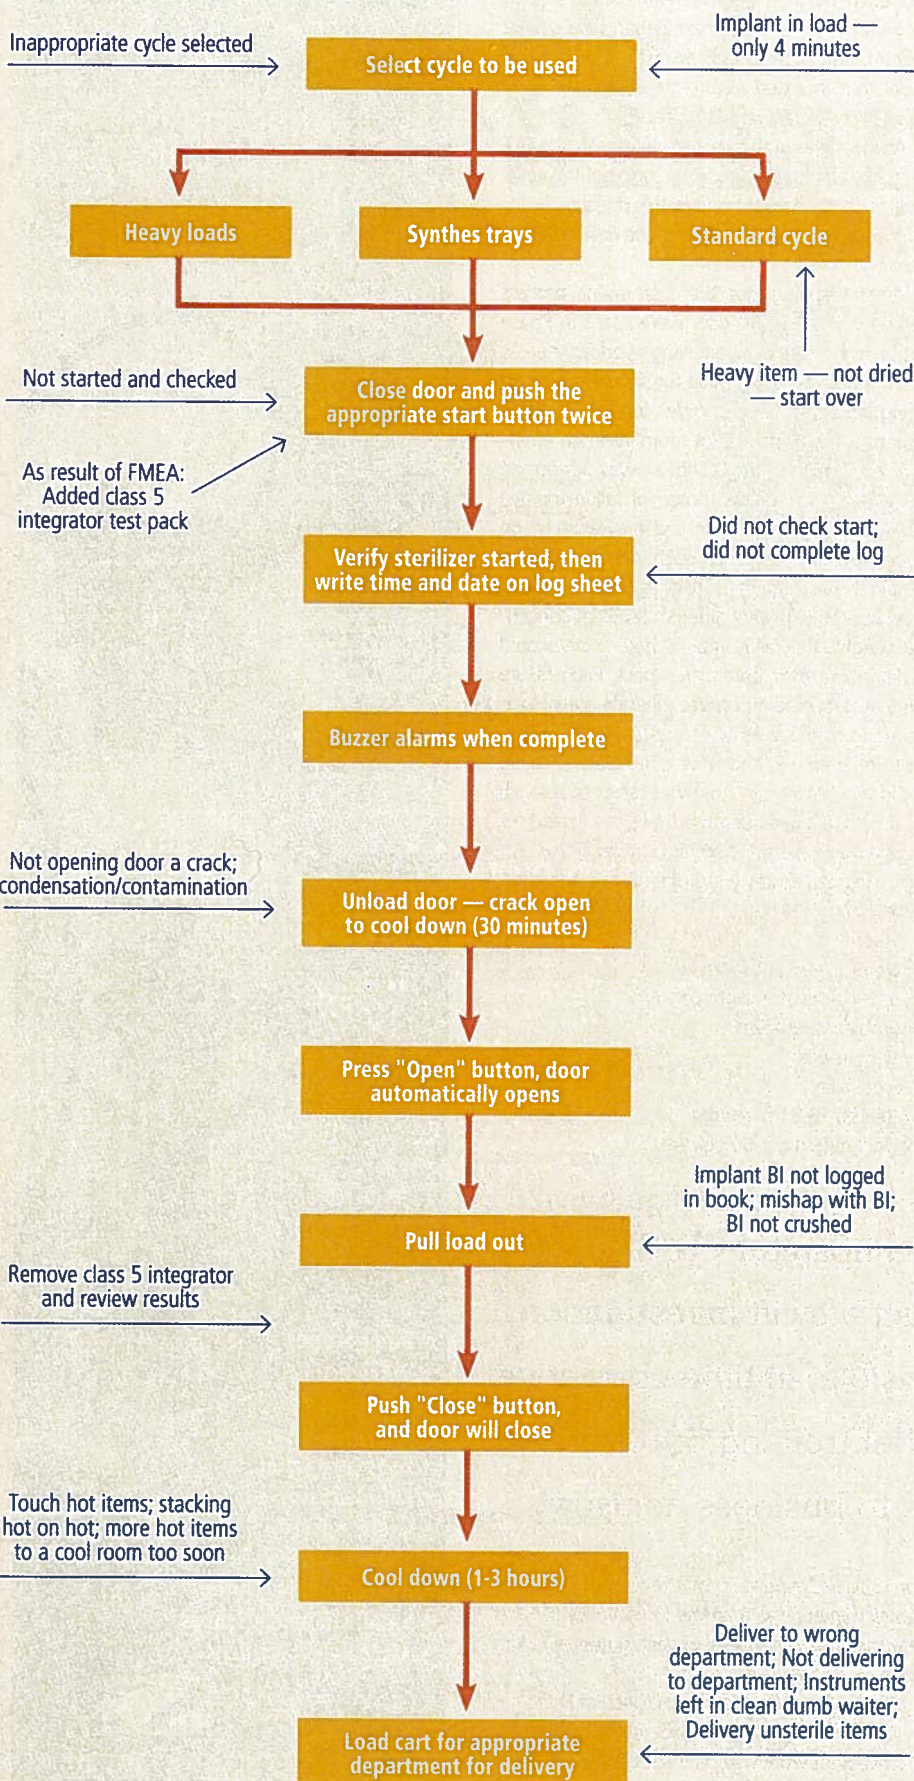 Inappropriate cycle selected
Implant in load —
only 4 minutes
Select cycle to be used
Heavy loads
Synthes trays
Standard cycle
Not started and checked
Close door and push the
appropriate start button twice
Heavy item — not dried
— start over
As result of FMEA:
Added class 5
integrator test pack
Did not check start;
did not complete log
Verify sterilizer started, then
write time and date on log sheet
Buzzer alarms when complete
Not opening door a crack;
condensation/contamination
Unload door — crack open
to cool down (30 minutes)
Press "Open" button, door
automatically opens
Implant BI not logged
in book; mishap with BI;
BI not crushed
Pull load out
Remove class 5 integrator
and review results
Push "Close" button,
and door will close
Touch hot items; stacking
hot on hot; more hot items
to a cool room too soon
Cool down (1-3 hours)
Deliver to wrong
department; Not delivering
to department; Instruments
left in clean dumb waiter;
Delivery unsterile items
Load cart for appropriate
department for delivery